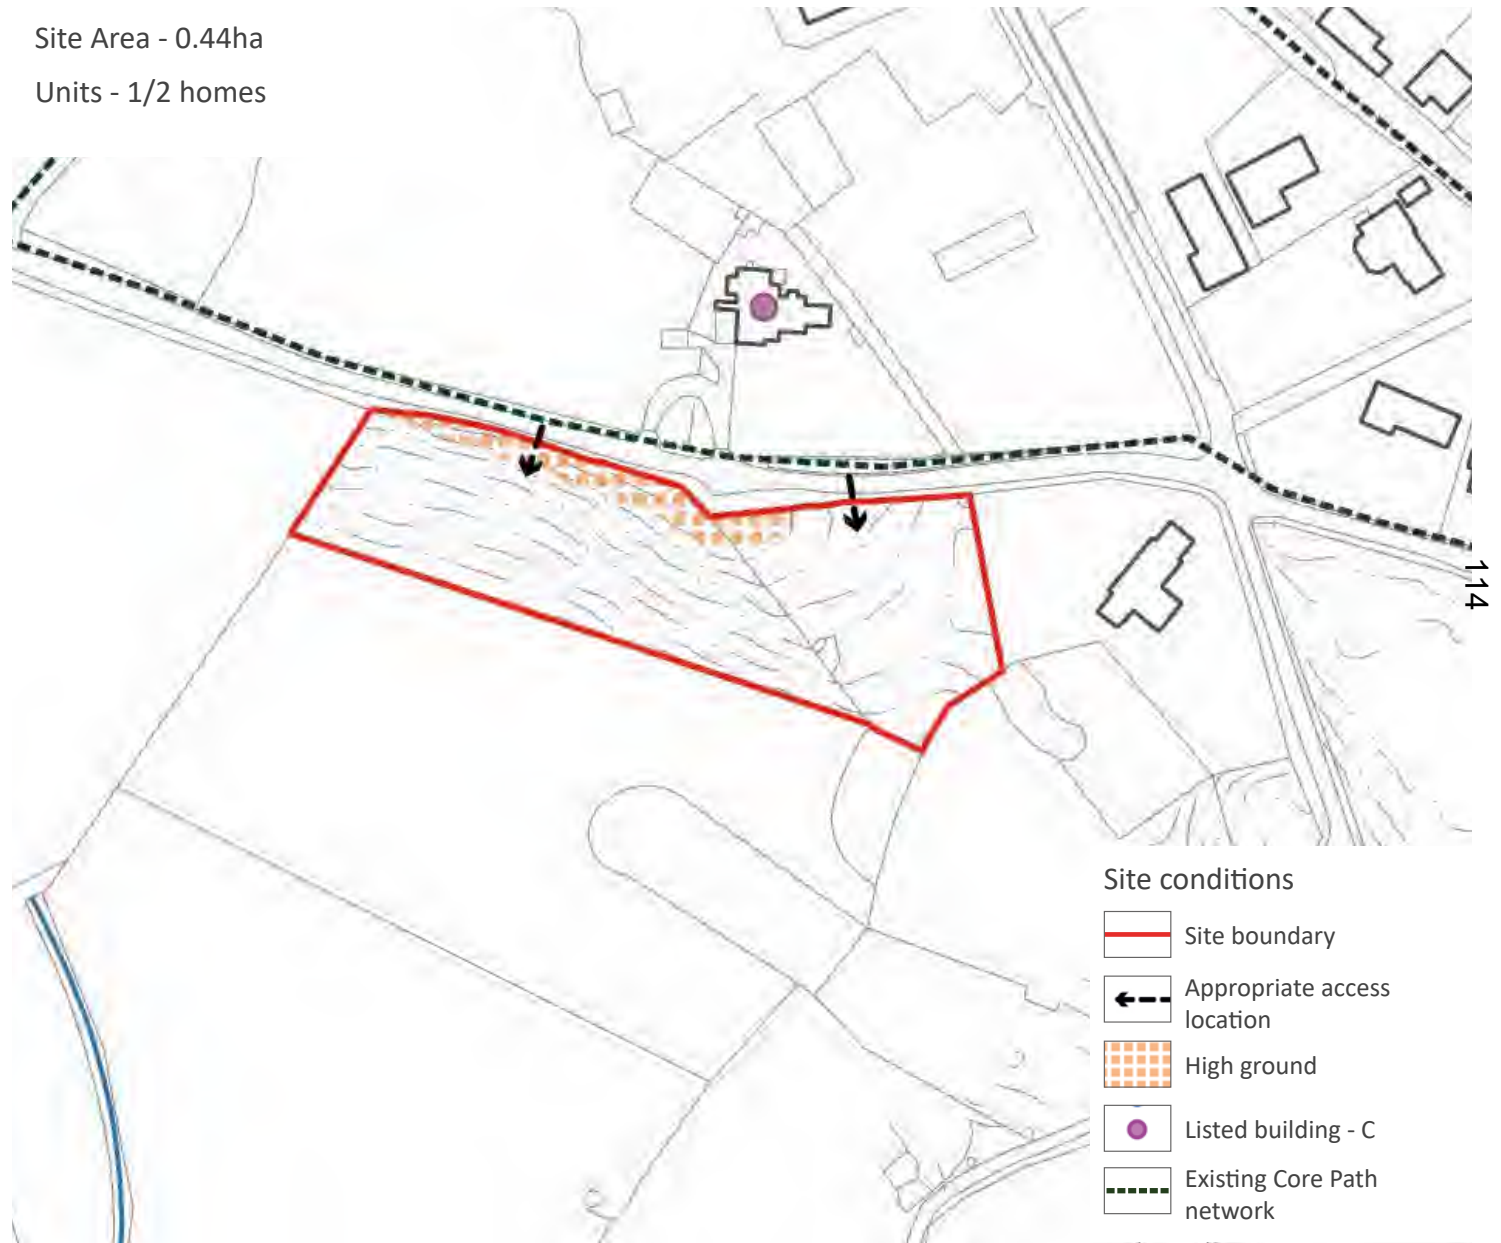 Site Area - 0.44ha
Units - 1/2 homes
114
Site conditions
Site boundary
Appropriate access
location
High ground
Listed building - C
Existing Core Path
network